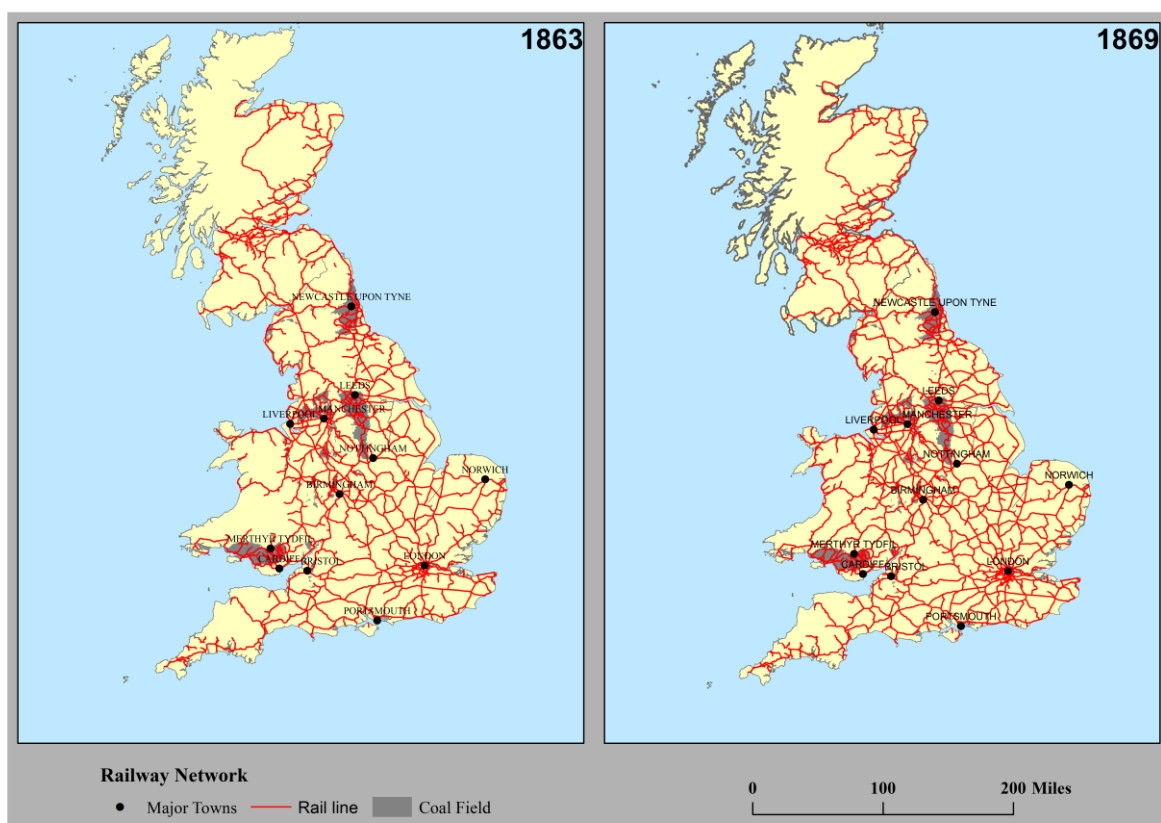 1863
NEWCASTLE UPON TYNE
LEEDS
LIVERPOOL
MANCHESTER
NOTTINGHAM
NORWICH
BIRMINGHAM
MERTHYR TYDFIL
CARDIFF
BRISTOL
LONDON
PORTSMOUTH
1869
NEWCASTLE UPON TYNE
LEEDS
LIVERPOOL
MANCHESTER
NOTTINGHAM
NORWICH
BIRMINGHAM
MERTHYR TYDFIL
CARDIFF
BRISTOL
LONDON
PORTSMOUTH
Railway Network
Major Towns Rail line Coal Field
0 100 200 Miles